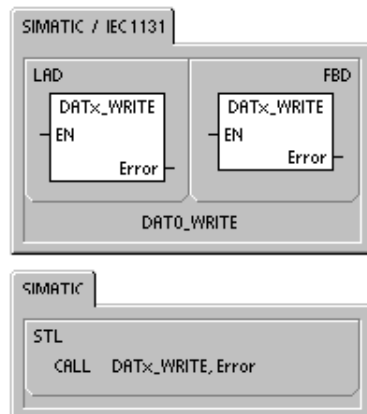 SIMATIC / IEC1131
LAD
FBD
DATx_WRITE
EN
Error
DATx_WRITE
EN
Error
DAT0_WRITE
SIMATIC
STL
CALL DATx_WRITE, Error